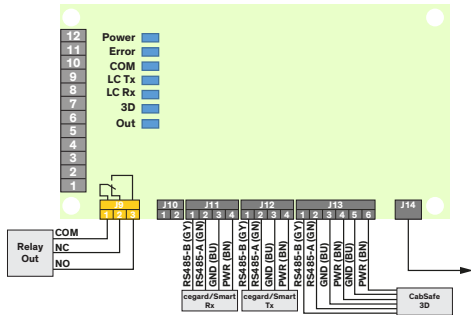 12
11
10
9
8
7
6
5
4
3
2
1
Power
Error
COM
LC Tx
LC Rx
3D
Out
J9
1 2 3
J10
1 2
J11
1 2 3 4
J12
1 2 3 4
J13
1 2 3 4 5 6
J14
COM
NC
NO
Relay
Out
RS485-B (GY)
RS485-A (GN)
GND (BU)
PWR (BN)
RS485-B (GY)
RS485-A (GN)
GND (BU)
PWR (BN)
RS485-B (GY)
RS485-A (GN)
GND (BU)
PWR (BN)
GND (BU)
PWR (BN)
cegard/Smart
Rx
cegard/Smart
Tx
CabSafe
3D